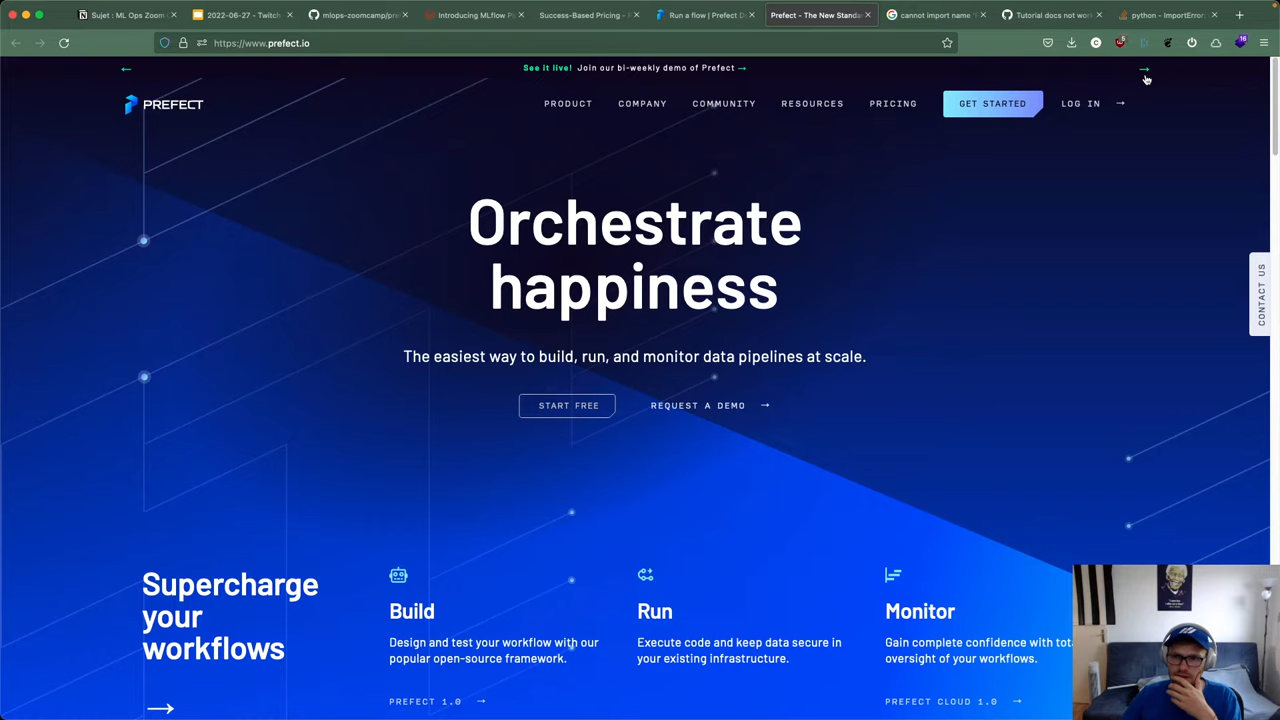 Sujet : ML Ops Zoom
2022-06-27 - Twitch
mlops-zoomcamp/pre
Introducing MLflow Pi
Success-Based Pricing -
Run a flow | Prefect D
Prefect - The New Standa
cannot import name
Tutorial docs not wor
python - ImportError
https://www.prefect.io
5
16
← See it live! Join our bi-weekly demo of Prefect → →
PREFECT
PRODUCT COMPANY COMMUNITY RESOURCES PRICING GET STARTED LOG IN →
Orchestrate
happiness
The easiest way to build, run, and monitor data pipelines at scale.
START FREE REQUEST A DEMO →
CONTACT US
Supercharge
your
workflows
→
Build
Design and test your workflow with our
popular open-source framework.
PREFECT 1.0 →
Run
Execute code and keep data secure in
your existing infrastructure.
Monitor
Gain complete confidence with tot
oversight of your workflows.
PREFECT CLOUD 1.0 →